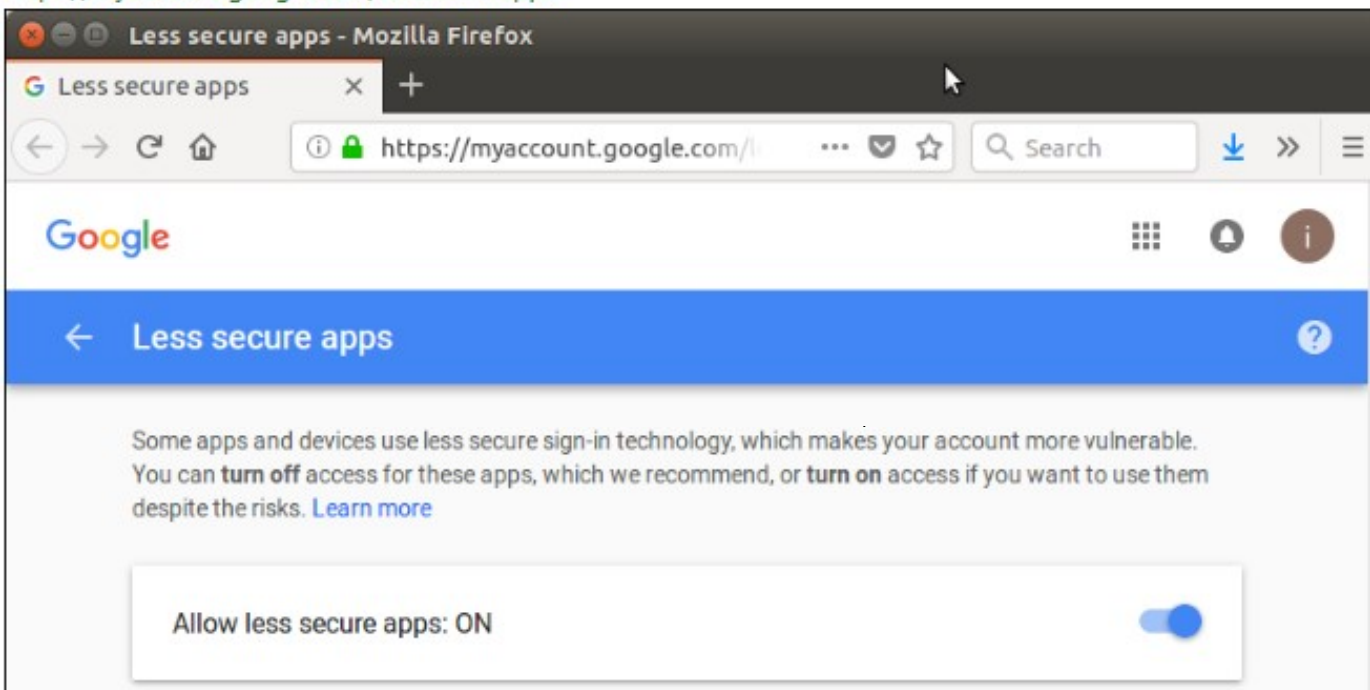 Less secure apps - Mozilla Firefox
G Less secure apps
https://myaccount.google.com/
Search
Google
i
Less secure apps
Some apps and devices use less secure sign-in technology, which makes your account more vulnerable.
You can turn off access for these apps, which we recommend, or turn on access if you want to use them
despite the risks. Learn more
Allow less secure apps: ON